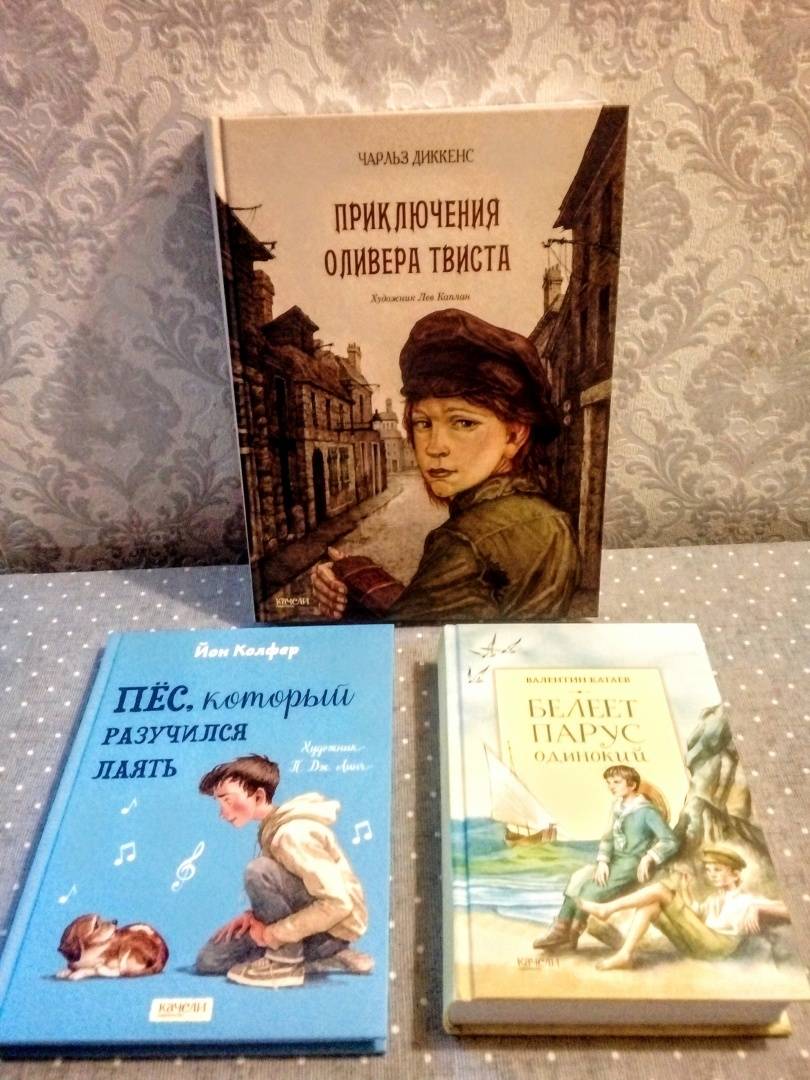 ЧАРЛЬЗ ДИККЕНС
ПРИКЛЮЧЕНИЯ
ОЛИВЕРА ТВИСТА
Художник Лев Каплан
качели
Йон Колфер
ПЁС, который
РАЗУЧИЛСЯ
ЛАЯТЬ
Художник
П. Дж. Линч
качели
ВАЛЕНТИН КАТАЕВ
БЕЛЕЕТ
ПАРУС
ОДИНОКИЙ
качели